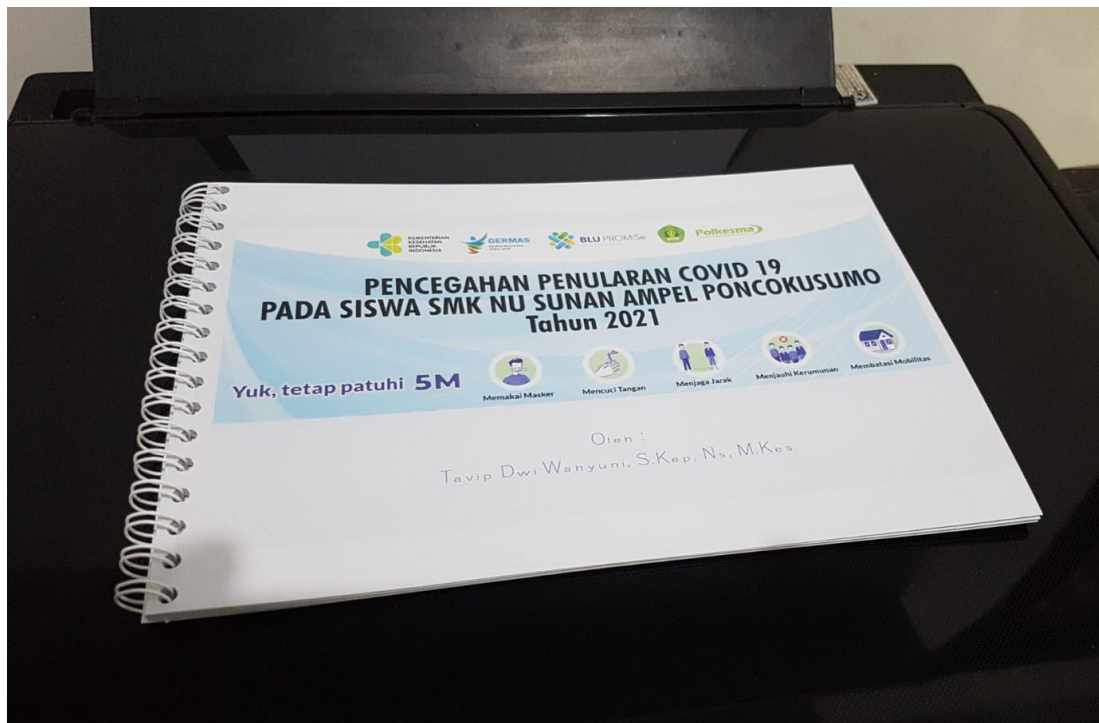 KEMENTERIAN
KESEHATAN
REPUBLIK
INDONESIA
GERMAS
BLU PROMISe
Polkesma
PENCEGAHAN PENULARAN COVID 19
PADA SISWA SMK NU SUNAN AMPEL PONCOKUSUMO
Tahun 2021
Yuk, tetap patuhi 5M
Memakai Masker
Mencuci Tangan
Menjaga Jarak
Menjauhi Kerumunan
Membatasi Mobilitas
Oleh :
Tavip Dwi Wahyuni, S.Kep, Ns, M.Kes